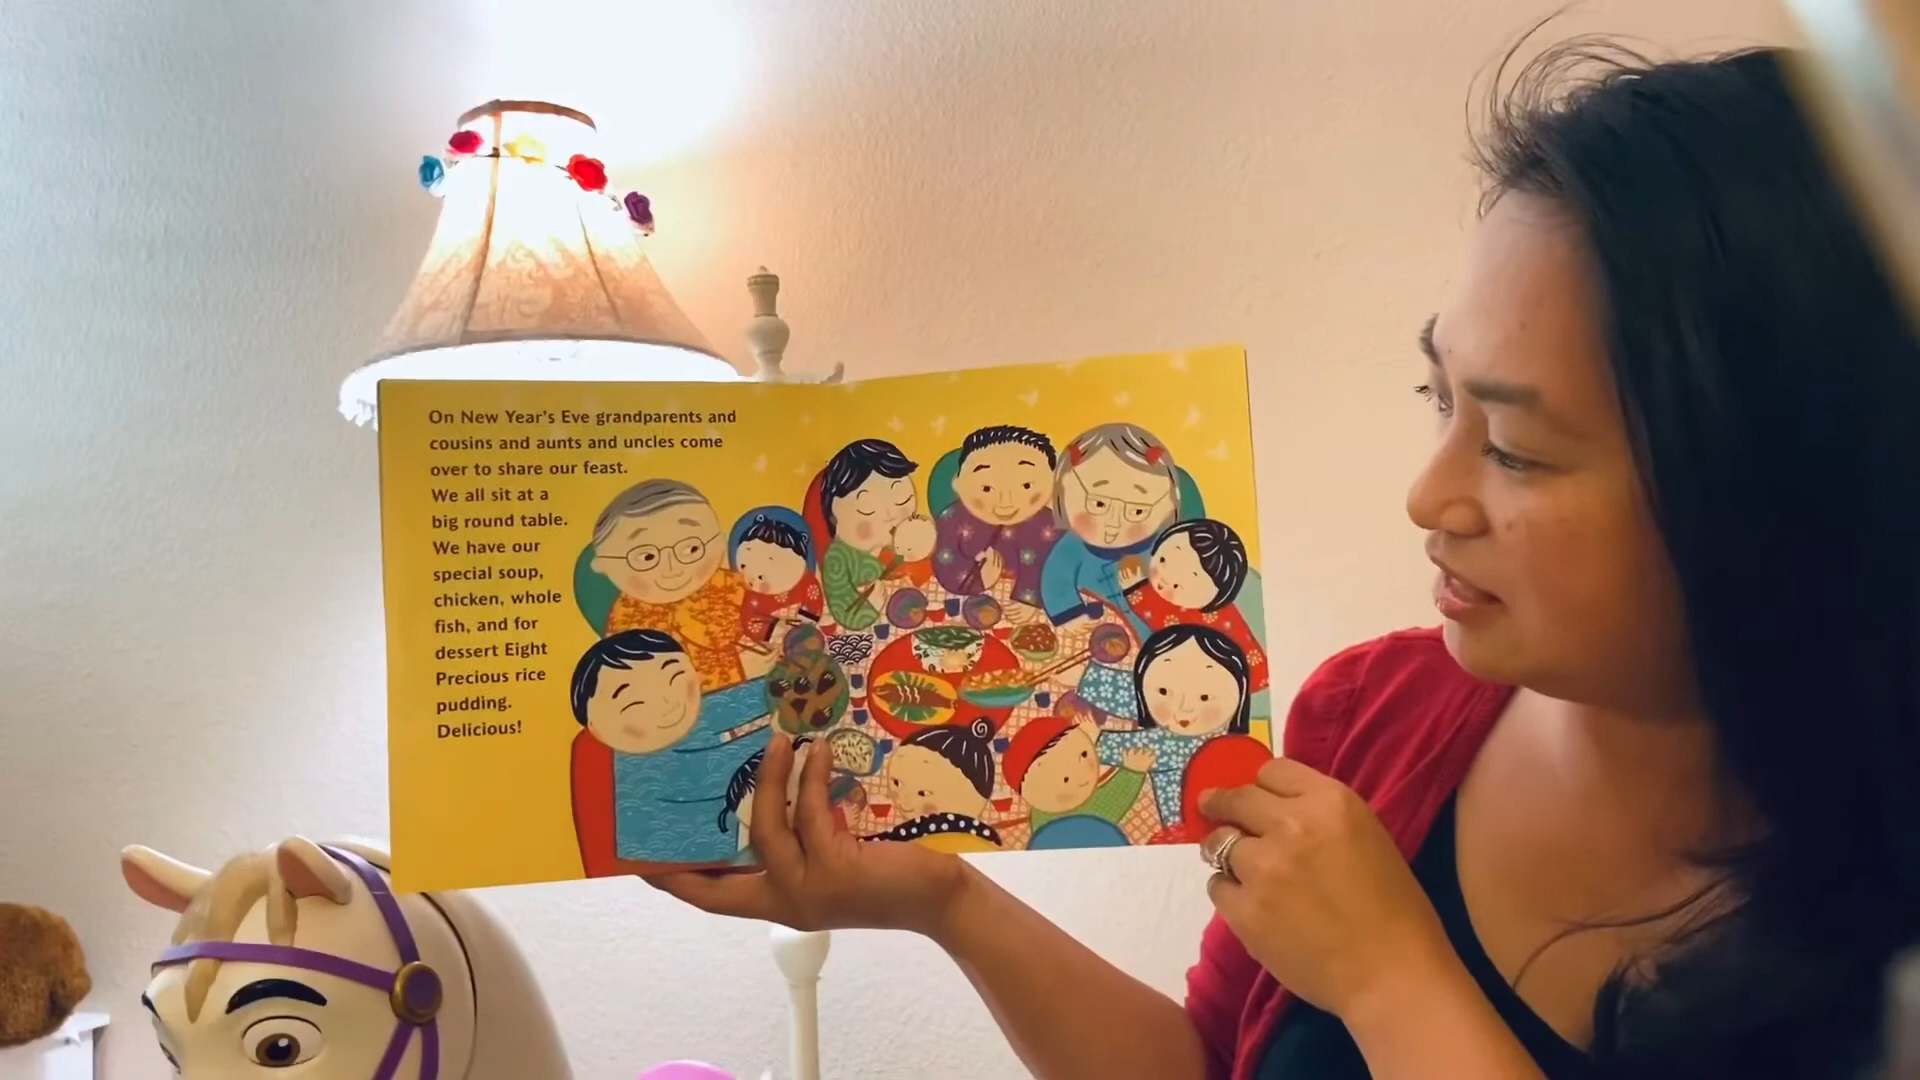 On New Year's Eve grandparents and
cousins and aunts and uncles come
over to share our feast.
We all sit at a
big round table.
We have our
special soup,
chicken, whole
fish, and for
dessert Eight
Precious rice
pudding.
Delicious!